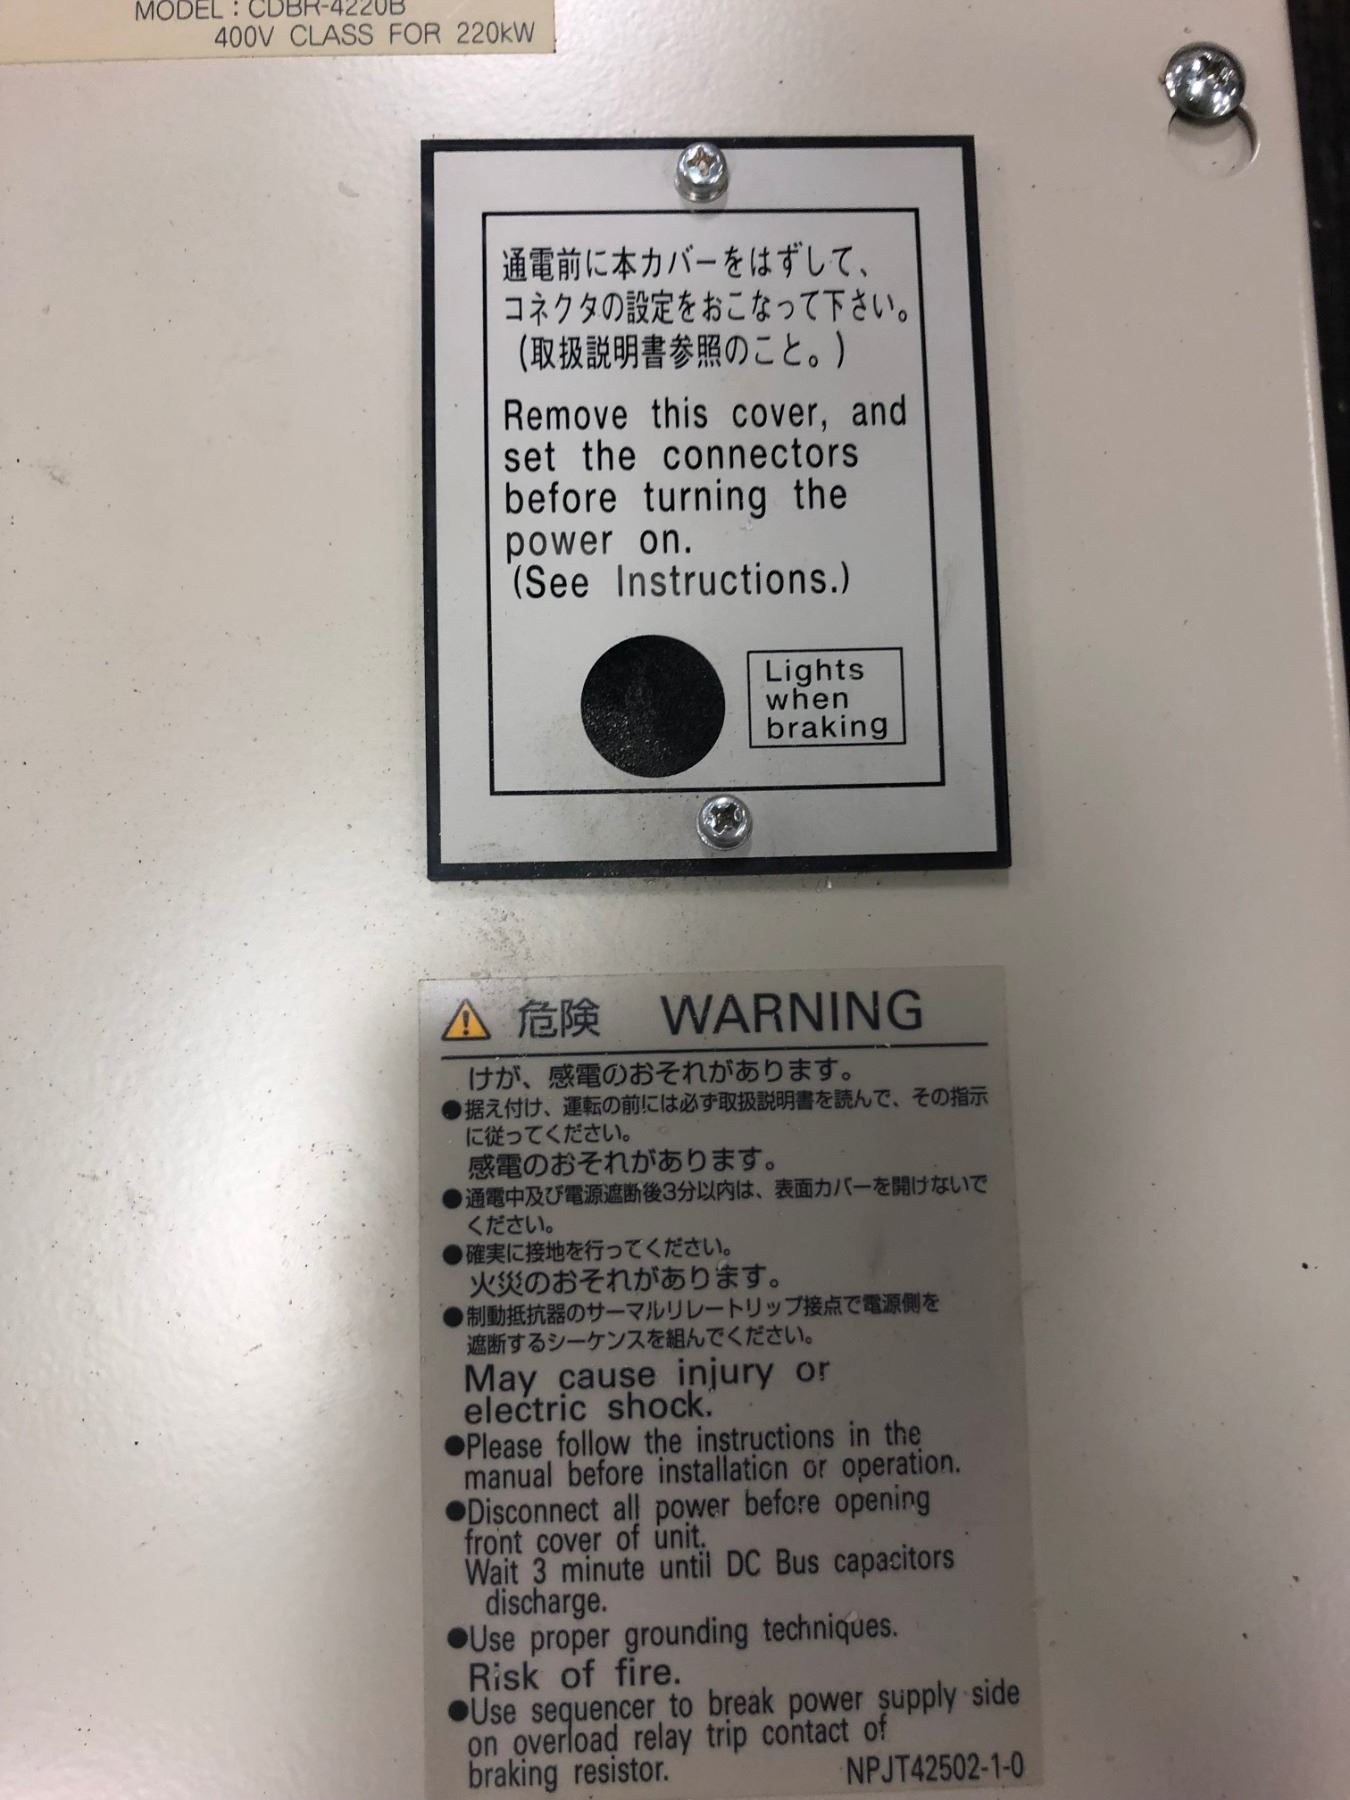 MODEL : CDBR-4220B
400V CLASS FOR 220kW
通電前に本カバーをはずして、
コネクタの設定をおこなって下さい。
(取扱説明書参照のこと。)
Remove this cover, and
set the connectors
before turning the
power on.
(See Instructions.)
Lights
when
braking
危険 WARNING
けが、感電のおそれがあります。
●据え付け、運転の前には必ず取扱説明書を読んで、その指示
に従ってください。
感電のおそれがあります。
●通電中及び電源遮断後3分以内は、表面カバーを開けないで
ください。
●確実に接地を行ってください。
火災のおそれがあります。
●制動抵抗器のサーマルリレートリップ接点で電源側を
遮断するシーケンスを組んでください。
May cause injury or
electric shock.
●Please follow the instructions in the
manual before installation or operation.
●Disconnect all power before opening
front cover of unit.
Wait 3 minute until DC Bus capacitors
discharge.
●Use proper grounding techniques.
Risk of fire.
●Use sequencer to break power supply side
on overload relay trip contact of
braking resistor.
NPJT42502-1-0